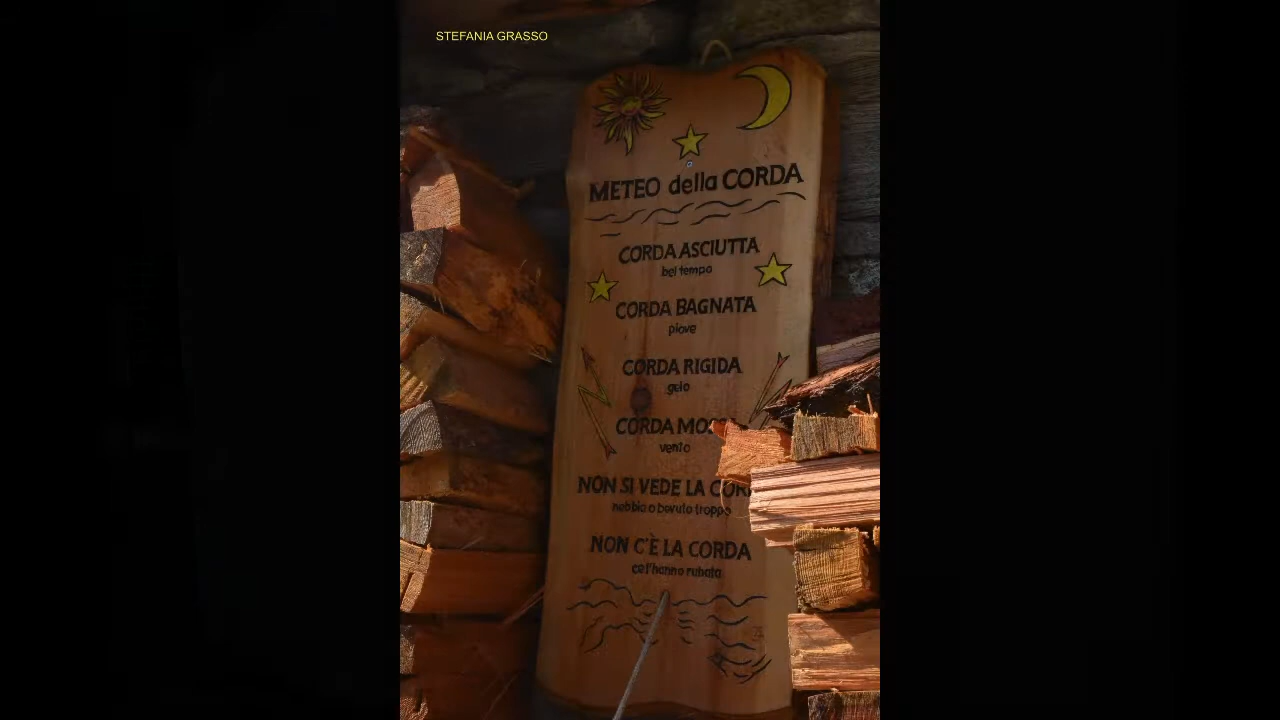 STEFANIA GRASSO
METEO della CORDA
CORDA ASCIUTTA
bel tempo
CORDA BAGNATA
piove
CORDA RIGIDA
gelo
CORDA
vento
NON SI VEDE LA
nebbia o bevuto troppo
NON C'È LA CORDA
ce l'hanno rubata